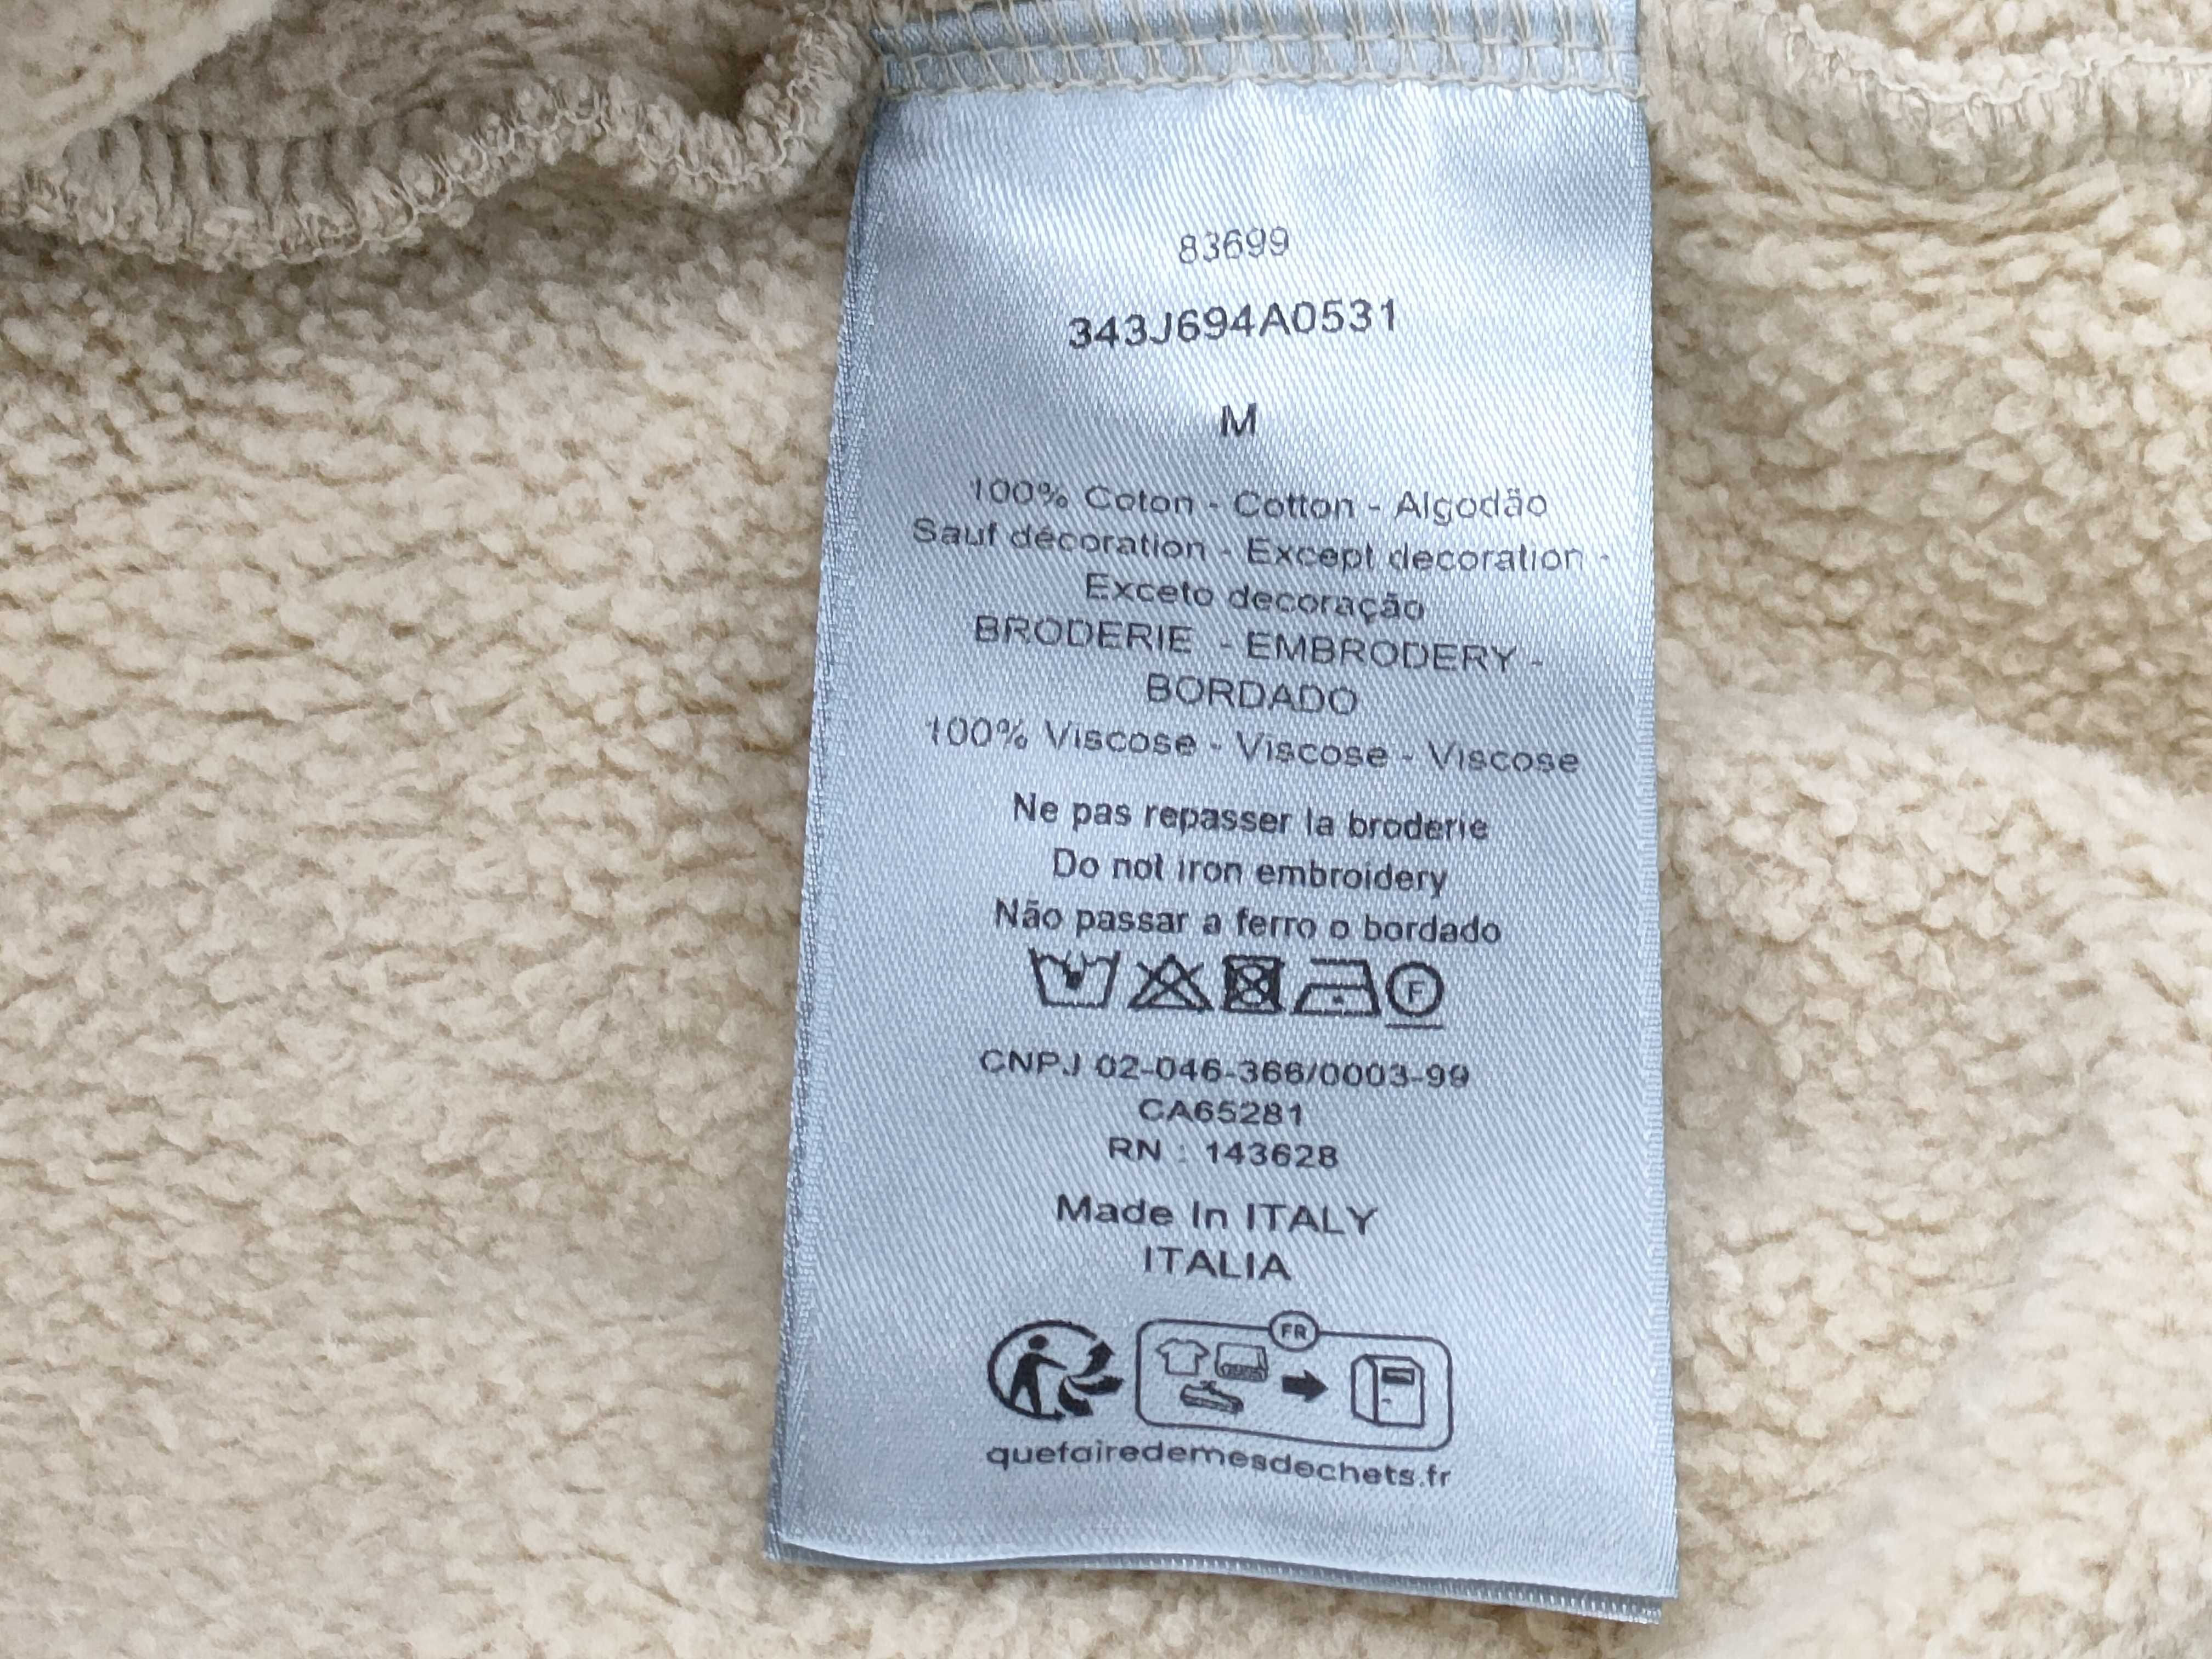 83699
343J694A0531
M
100% Coton - Cotton - Algodão
Sauf décoration - Except decoration -
Exceto decoração
BRODERIE - EMBRODERY -
BORDADO
100% Viscose - Viscose - Viscose
Ne pas repasser la broderie
Do not iron embroidery
Não passar a ferro o bordado
F
CNPJ 02-046-366/0003-99
CA65281
RN : 143628
Made In ITALY
ITALIA
FR
quefairedemesdechets.fr